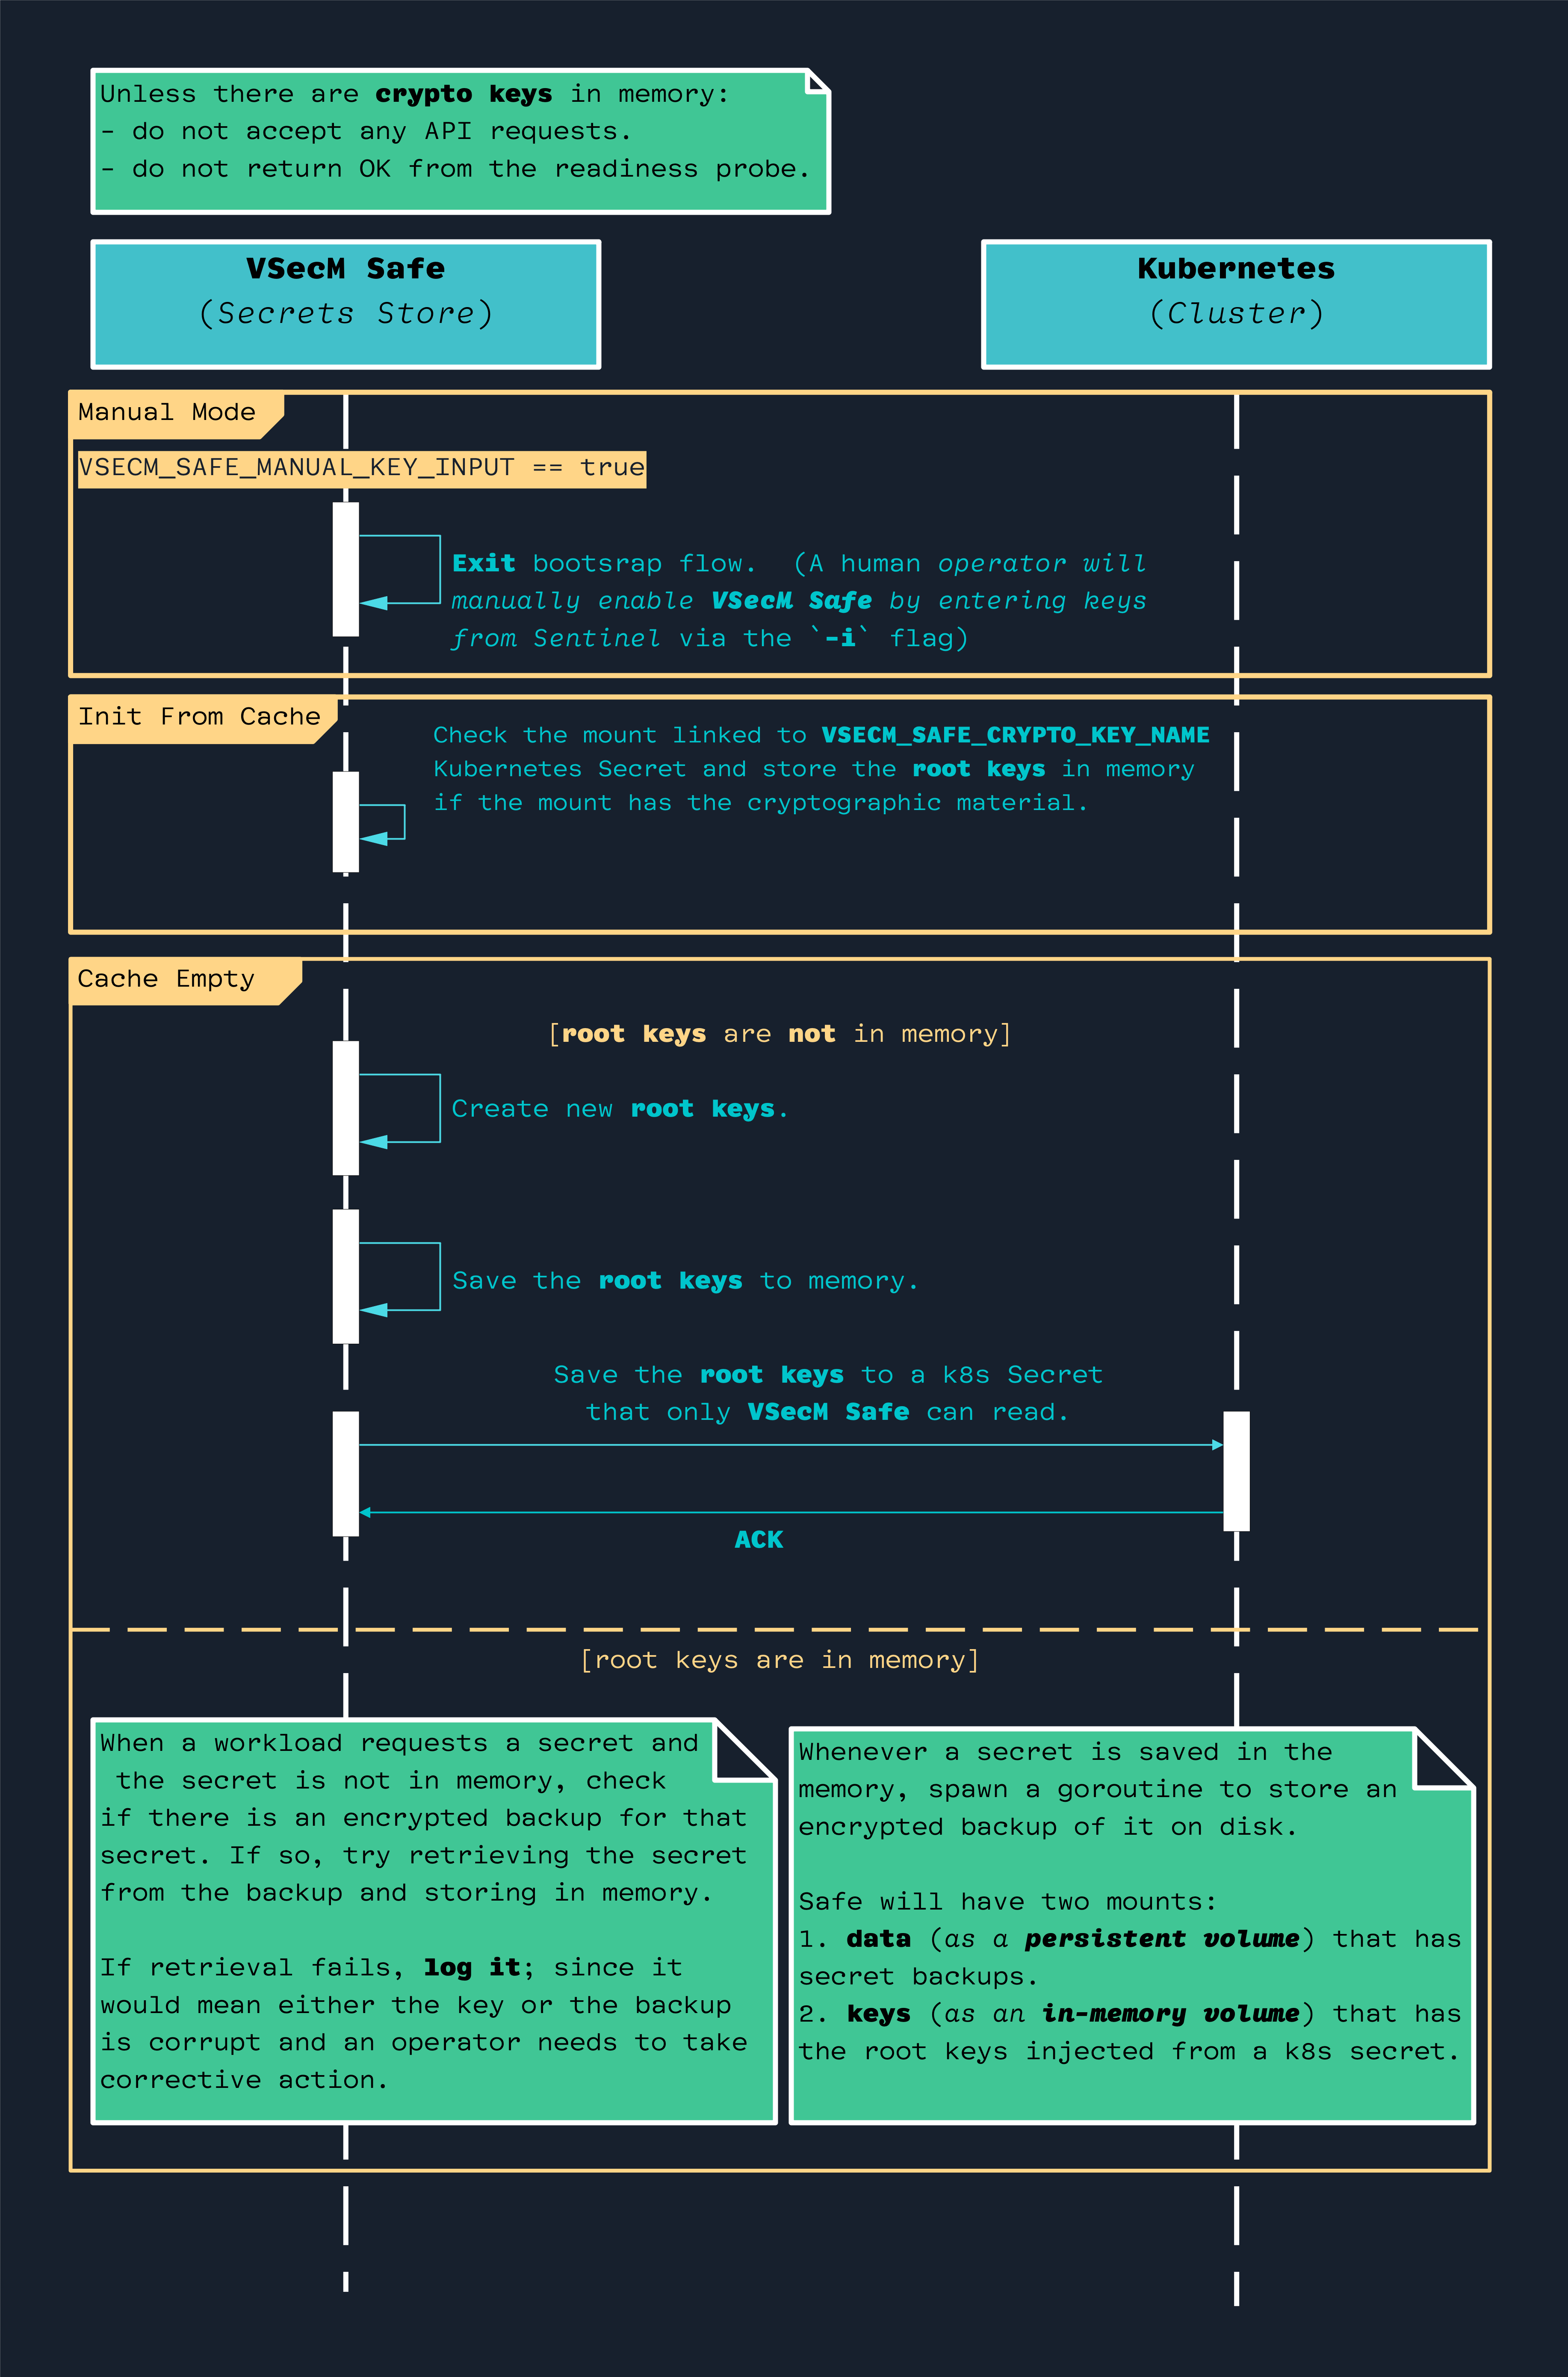 Unless there are crypto keys in memory:
- do not accept any API requests.
- do not return OK from the readiness probe.
VSecM Safe
(Secrets Store)
Kubernetes
(Cluster)
Manual Mode
VSECM_SAFE_MANUAL_KEY_INPUT == true
Exit bootsrap flow.  (A human operator will
manually enable VSecM Safe by entering keys
from Sentinel via the `-i` flag)
Init From Cache
Check the mount linked to VSECM_SAFE_CRYPTO_KEY_NAME
Kubernetes Secret and store the root keys in memory
if the mount has the cryptographic material.
Cache Empty
[root keys are not in memory]
Create new root keys.
Save the root keys to memory.
Save the root keys to a k8s Secret
that only VSecM Safe can read.
ACK
[root keys are in memory]
When a workload requests a secret and
the secret is not in memory, check
if there is an encrypted backup for that
secret. If so, try retrieving the secret
from the backup and storing in memory.
If retrieval fails, log it; since it
would mean either the key or the backup
is corrupt and an operator needs to take
corrective action.
Whenever a secret is saved in the
memory, spawn a goroutine to store an
encrypted backup of it on disk.
Safe will have two mounts:
1. data (as a persistent volume) that has
secret backups.
2. keys (as an in-memory volume) that has
the root keys injected from a k8s secret.